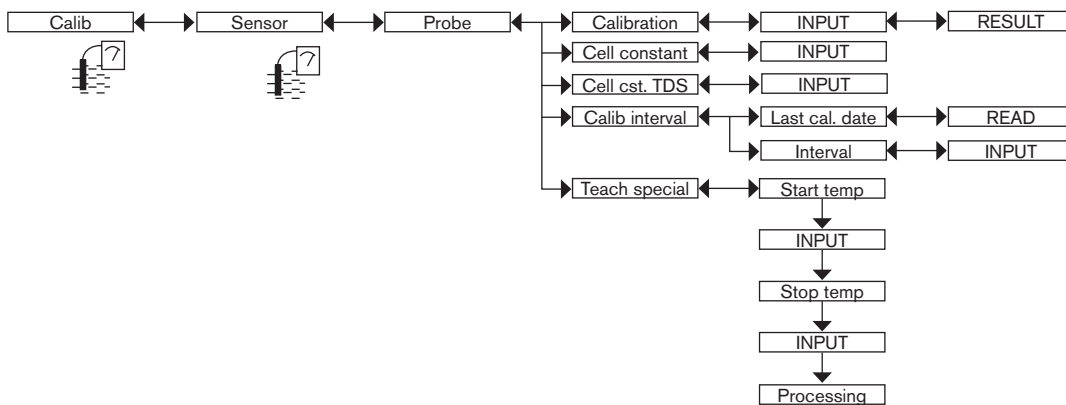 Calib Sensor Probe Calibration INPUT RESULT
Cell constant INPUT
Cell cst. TDS INPUT
Calib interval Last cal. date READ
Interval INPUT
Teach special Start temp
INPUT
Stop temp
INPUT
Processing